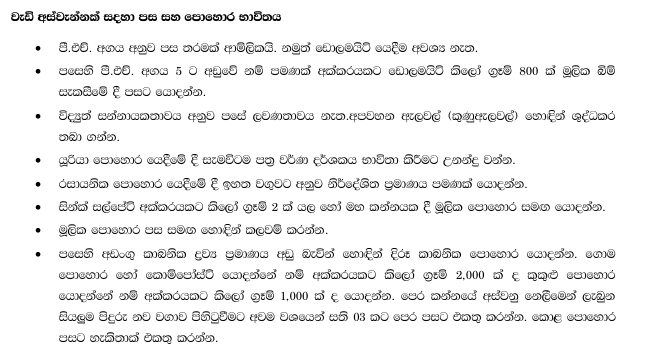 වැඩි අස්වැන්නක් සදහා පස සහ පොහොර භාවිතය
• පී.එච්. අගය අනුව පස තරමක් ආම්ලිකයි. නමුත් ඩොලමයිට් යෙදීම අවශ්‍ය නැත.
• පසෙහි පී.එච්. අගය 5 ට අඩුවේ නම් පමණක් අක්කරයකට ඩොලමයිට් කිලෝ ග්‍රෑම් 800 ක් මූලික බිම්
සැකසීමේ දී පසට යොදන්න.
• විද්‍යුත් සන්නායකතාවය අනුව පසේ ලවණතාවය නැත.අපවහන ඇලවල් (කුණුඇලවල්) හොඳින් ශුද්ධකර
තබා ගන්න.
• යූරියා පොහොර යෙදීමේ දී සැමවිටම පත්‍ර වර්ණ දර්ශකය භාවිතා කිරීමට උනන්දු වන්න.
• රසායනික පොහොර යෙදීමේ දී ඉහත වගුවට අනුව නිර්දේශිත ප්‍රමාණය පමණක් යොදන්න.
• සින්ක් සල්පේට් අක්කරයකට කිලෝ ග්‍රෑම් 2 ක් යල හෝ මහ කන්නයක දී මූලික පොහොර සමඟ යොදන්න.
• මූලික පොහොර පස සමඟ හොඳින් කලවම් කරන්න.
• පසෙහි අඩංගු කාබනික ද්‍රව්‍ය ප්‍රමාණය අඩු බැවින් හොඳින් දිරූ කාබනික පොහොර යොදන්න. ගොම
පොහොර හෝ කොම්පෝස්ට් යොදන්නේ නම් අක්කරයකට කිලෝ ග්‍රෑම් 2,000 ක් ද කුකුළු පොහොර
යොදන්නේ නම් අක්කරයකට කිලෝ ග්‍රෑම් 1,000 ක් ද යොදන්න. පෙර කන්නයේ අස්වනු නෙලීමෙන් ලැබුන
සියලුම පිදුරු නව වගාව පිහිටුවීමට අවම වශයෙන් සති 03 කට පෙර පසට එකතු කරන්න. කොළ පොහොර
පසට හැකිතාක් එකතු කරන්න.